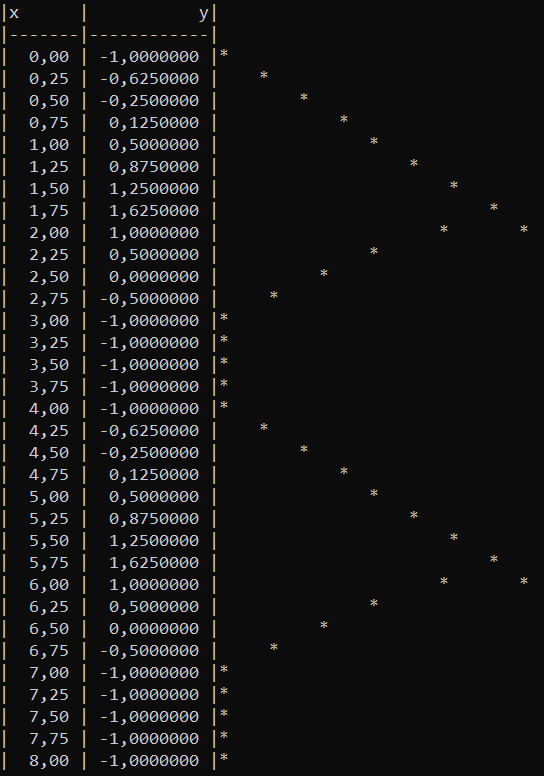 |x      |           y|
|-------|------------|
|  0,00 | -1,0000000 |*
|  0,25 | -0,6250000 |    *
|  0,50 | -0,2500000 |        *
|  0,75 |  0,1250000 |            *
|  1,00 |  0,5000000 |               *
|  1,25 |  0,8750000 |                   *
|  1,50 |  1,2500000 |                       *
|  1,75 |  1,6250000 |                           *
|  2,00 |  1,0000000 |                      *       *
|  2,25 |  0,5000000 |               *
|  2,50 |  0,0000000 |          *
|  2,75 | -0,5000000 |     *
|  3,00 | -1,0000000 |*
|  3,25 | -1,0000000 |*
|  3,50 | -1,0000000 |*
|  3,75 | -1,0000000 |*
|  4,00 | -1,0000000 |*
|  4,25 | -0,6250000 |    *
|  4,50 | -0,2500000 |        *
|  4,75 |  0,1250000 |            *
|  5,00 |  0,5000000 |               *
|  5,25 |  0,8750000 |                   *
|  5,50 |  1,2500000 |                       *
|  5,75 |  1,6250000 |                           *
|  6,00 |  1,0000000 |                      *       *
|  6,25 |  0,5000000 |               *
|  6,50 |  0,0000000 |          *
|  6,75 | -0,5000000 |     *
|  7,00 | -1,0000000 |*
|  7,25 | -1,0000000 |*
|  7,50 | -1,0000000 |*
|  7,75 | -1,0000000 |*
|  8,00 | -1,0000000 |*